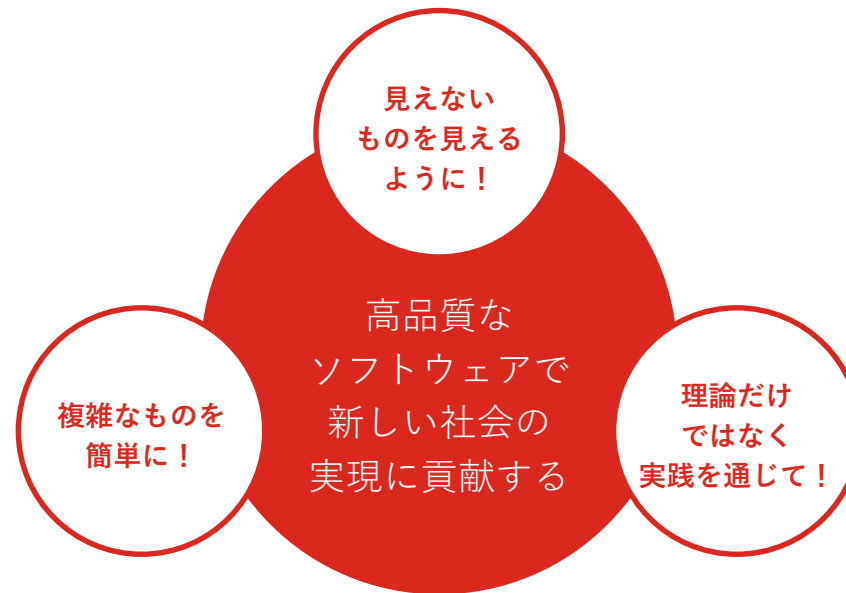 見えない
ものを見える
ように！
高品質な
ソフトウェアで
新しい社会の
実現に貢献する
複雑なものを
簡単に！
理論だけ
ではなく
実践を通じて！